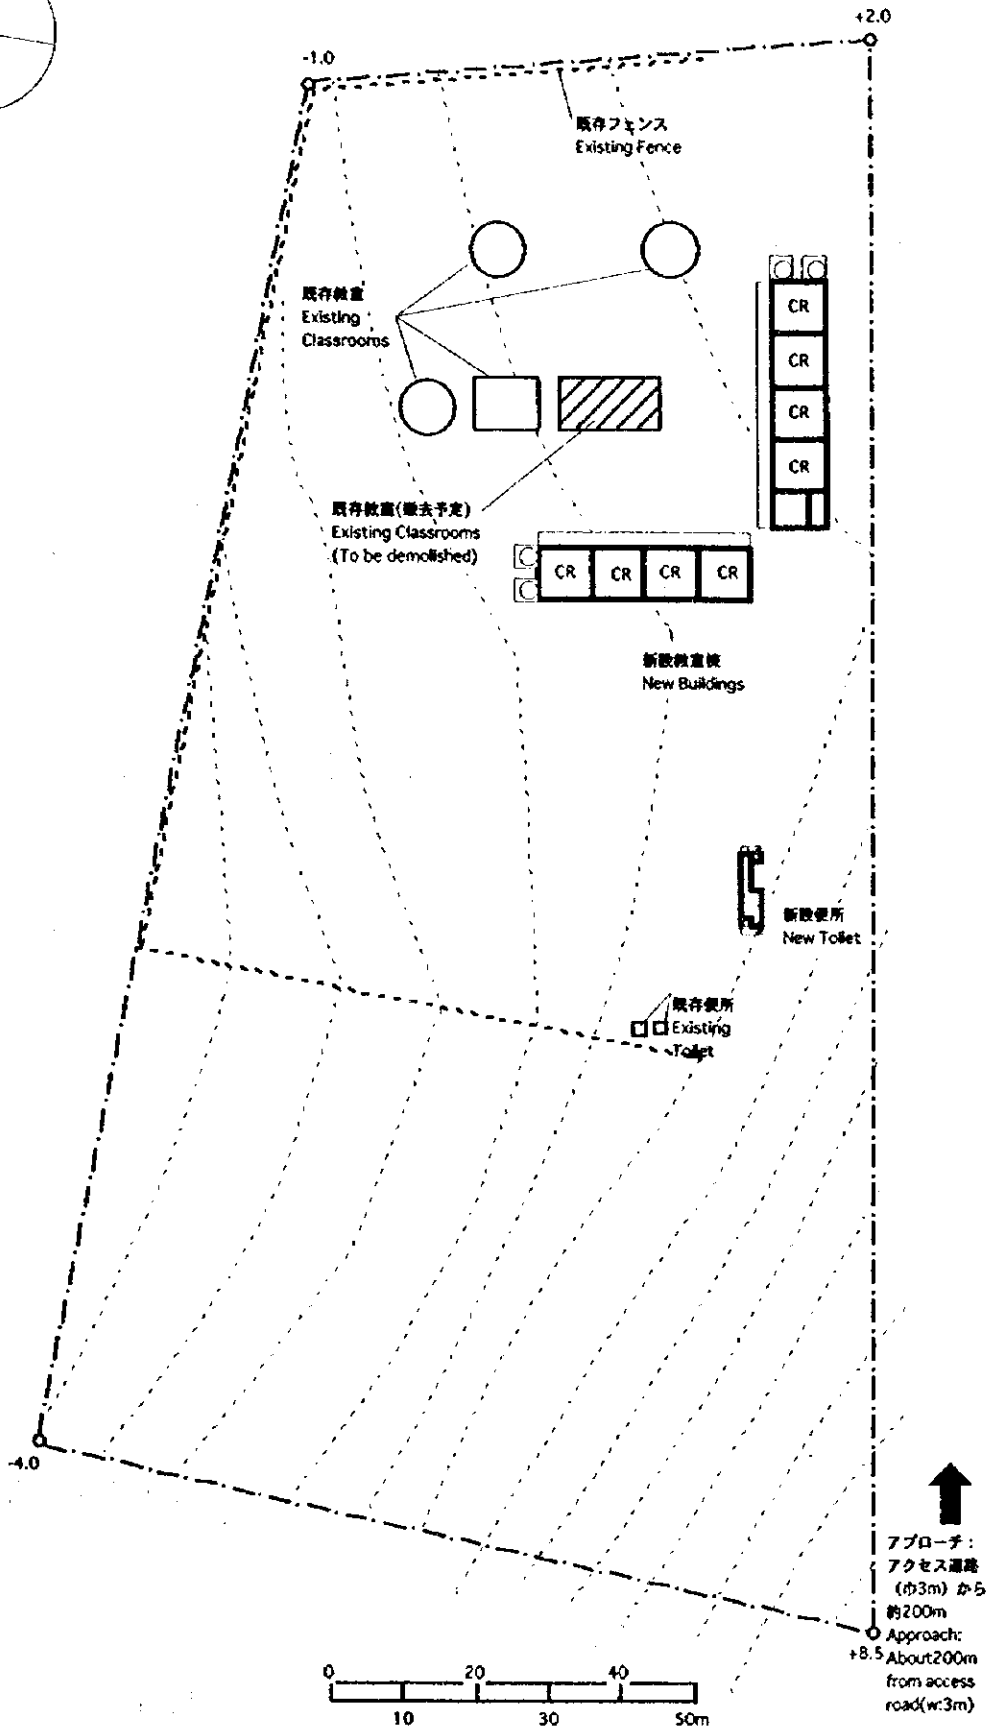 +2.0
-1.0
既存フェンス
Existing Fence
既存教室
Existing
Classrooms
CR
CR
CR
CR
既存教室(撤去予定)
Existing Classrooms
(To be demolished)
CR
CR
CR
CR
新設教室棟
New Buildings
新設便所
New Toilet
既存便所
Existing
Toilet
-4.0
アプローチ:
アクセス道路
(巾3m)から
約200m
Approach:
About200m
from access
road(w:3m)
+8.5
0
20
40
10
30
50m